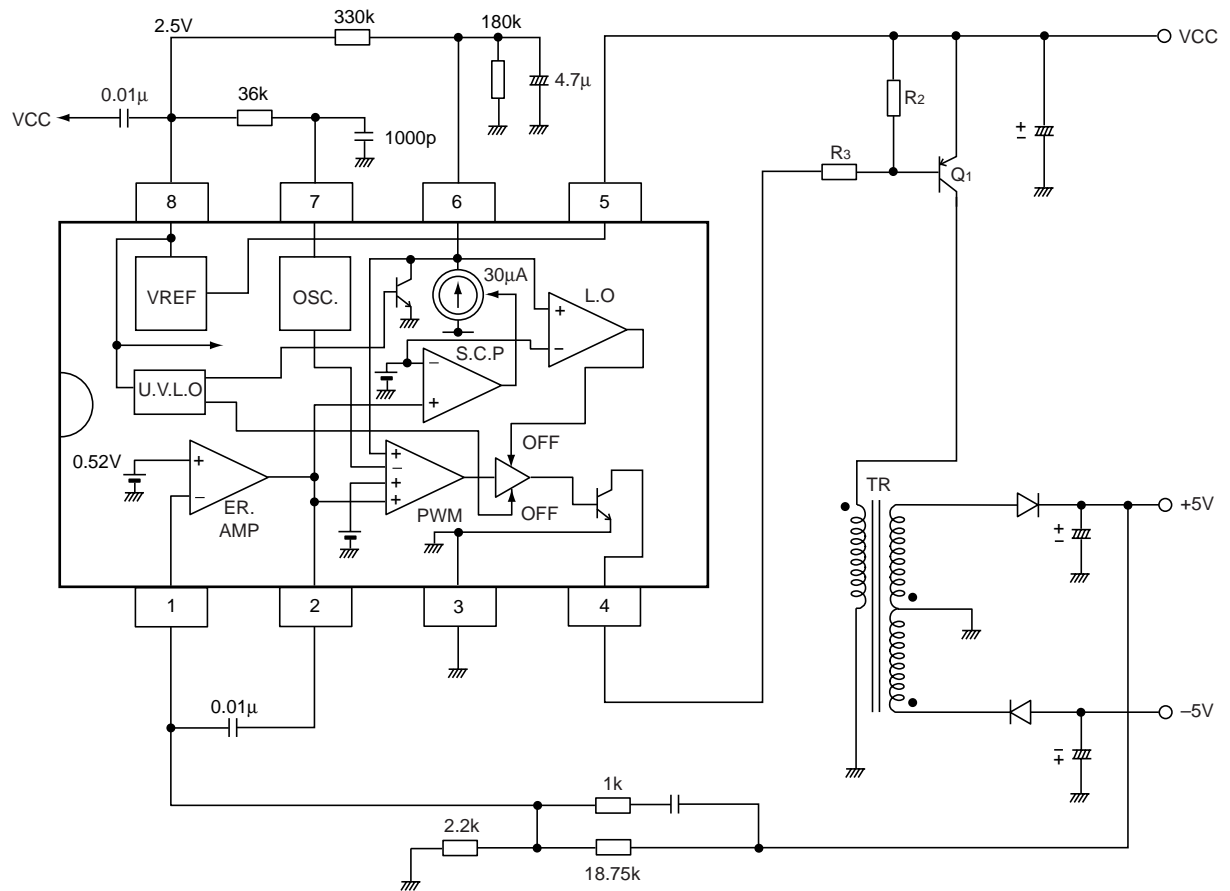 2.5V
330k
180k
4.7μ
VCC
0.01μ
VCC
36k
1000p
R2
R3
Q1
+
−
8
7
6
5
VREF
OSC.
30μA
L.O
+
−
S.C.P
−
+
U.V.L.O
OFF
0.52V
+
−
ER.
AMP
+
−
+
+
PWM
OFF
TR
+5V
+
−
1
2
3
4
0.01μ
–5V
−
+
1k
2.2k
18.75k